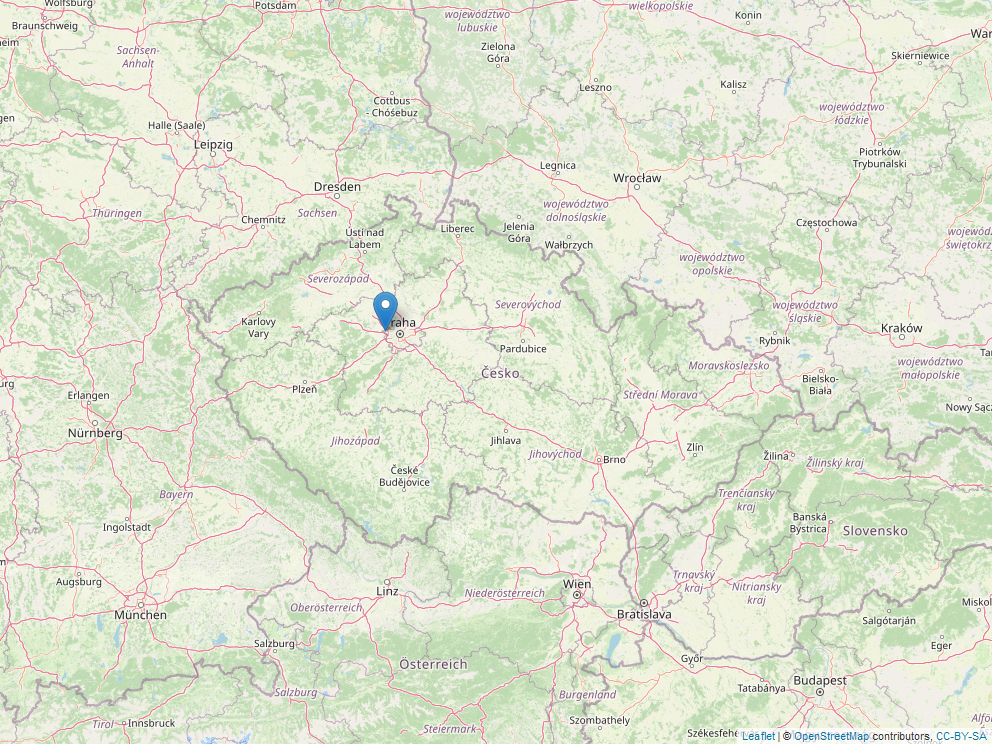 Wolfsburg
Potsdam
województwo
lubuskie
wielkopolskie
Konin
Braunschweig
Sachsen-
Anhalt
Zielona
Góra
Skierniewice
Leszno
Kalisz
Cottbus
- Chóśebuz
województwo
łódzkie
Halle (Saale)
Leipzig
Piotrków
Trybunalski
Legnica
Wrocław
Dresden
Thüringen
Sachsen
Chemnitz
województwo
dolnośląskie
Częstochowa
Jelenia
Góra
Liberec
Ústí nad
Labem
Wałbrzych
województwo
opolskie
Severozápad
Severovýchod
województwo
śląskie
Karlovy
Vary
Kraków
Pardubice
Rybnik
Česko
Moravskoslezsko
województwo
małopolskie
Bielsko-
Biała
Plzeň
Erlangen
Střední Morava
Nowy Sącz
Nürnberg
Jihozápad
Jihlava
Jihovýchod
Brno
Zlín
Žilina
Žilinský kraj
České
Budějovice
Bayern
Trenčiansky
kraj
Banská
Bystrica
Slovensko
Ingolstadt
Augsburg
Linz
Niederösterreich
Wien
Trnavský
kraj
Nitriansky
kraj
München
Oberösterreich
Bratislava
Salgótarján
Miskolc
Salzburg
Eger
Österreich
Győr
Budapest
Salzburg
Burgenland
Tatabánya
Tirol
Innsbruck
Steiermark
Szombathely
Leaflet | © OpenStreetMap contributors, CC-BY-SA